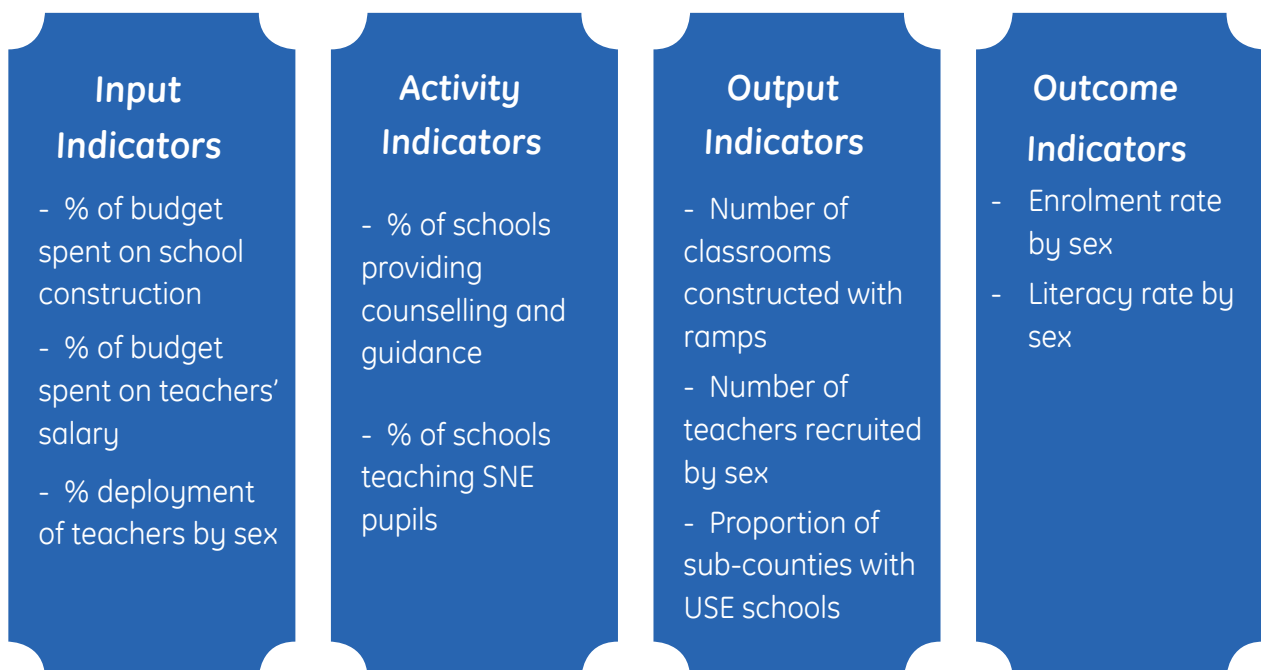 Input
Indicators
- % of budget
spent on school
construction
- % of budget
spent on teachers'
salary
- % deployment
of teachers by sex
Activity
Indicators
- % of schools
providing
counselling and
guidance
- % of schools
teaching SNE
pupils
Output
Indicators
- Number of
classrooms
constructed with
ramps
- Number of
teachers recruited
by sex
- Proportion of
sub-counties with
USE schools
Outcome
Indicators
- Enrolment rate
by sex
- Literacy rate by
sex